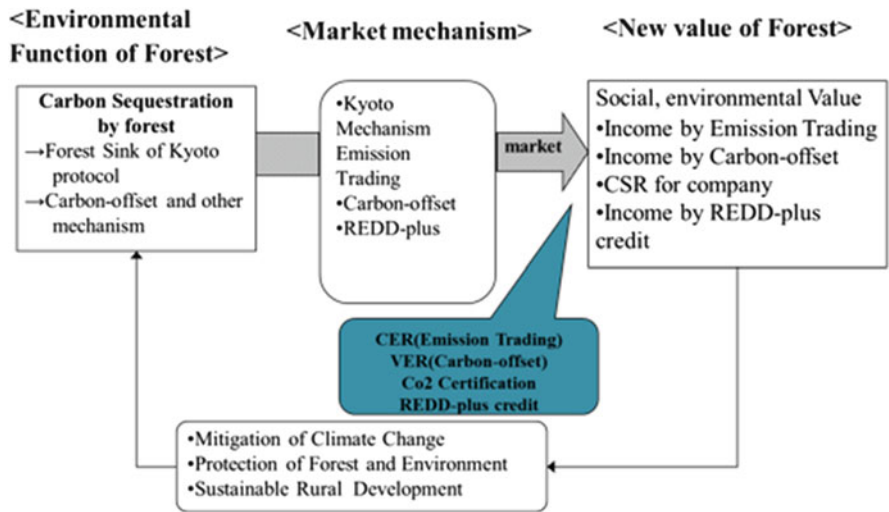 <Environmental
Function of Forest>
<Market mechanism>
<New value of Forest>
Carbon Sequestration
by forest
→Forest Sink of Kyoto
protocol
→Carbon-offset and other
mechanism
•Kyoto
Mechanism
Emission
Trading
•Carbon-offset
•REDD-plus
market
Social, environmental Value
•Income by Emission Trading
•Income by Carbon-offset
•CSR for company
•Income by REDD-plus
credit
CER(Emission Trading)
VER(Carbon-offset)
Co2 Certification
REDD-plus credit
•Mitigation of Climate Change
•Protection of Forest and Environment
•Sustainable Rural Development